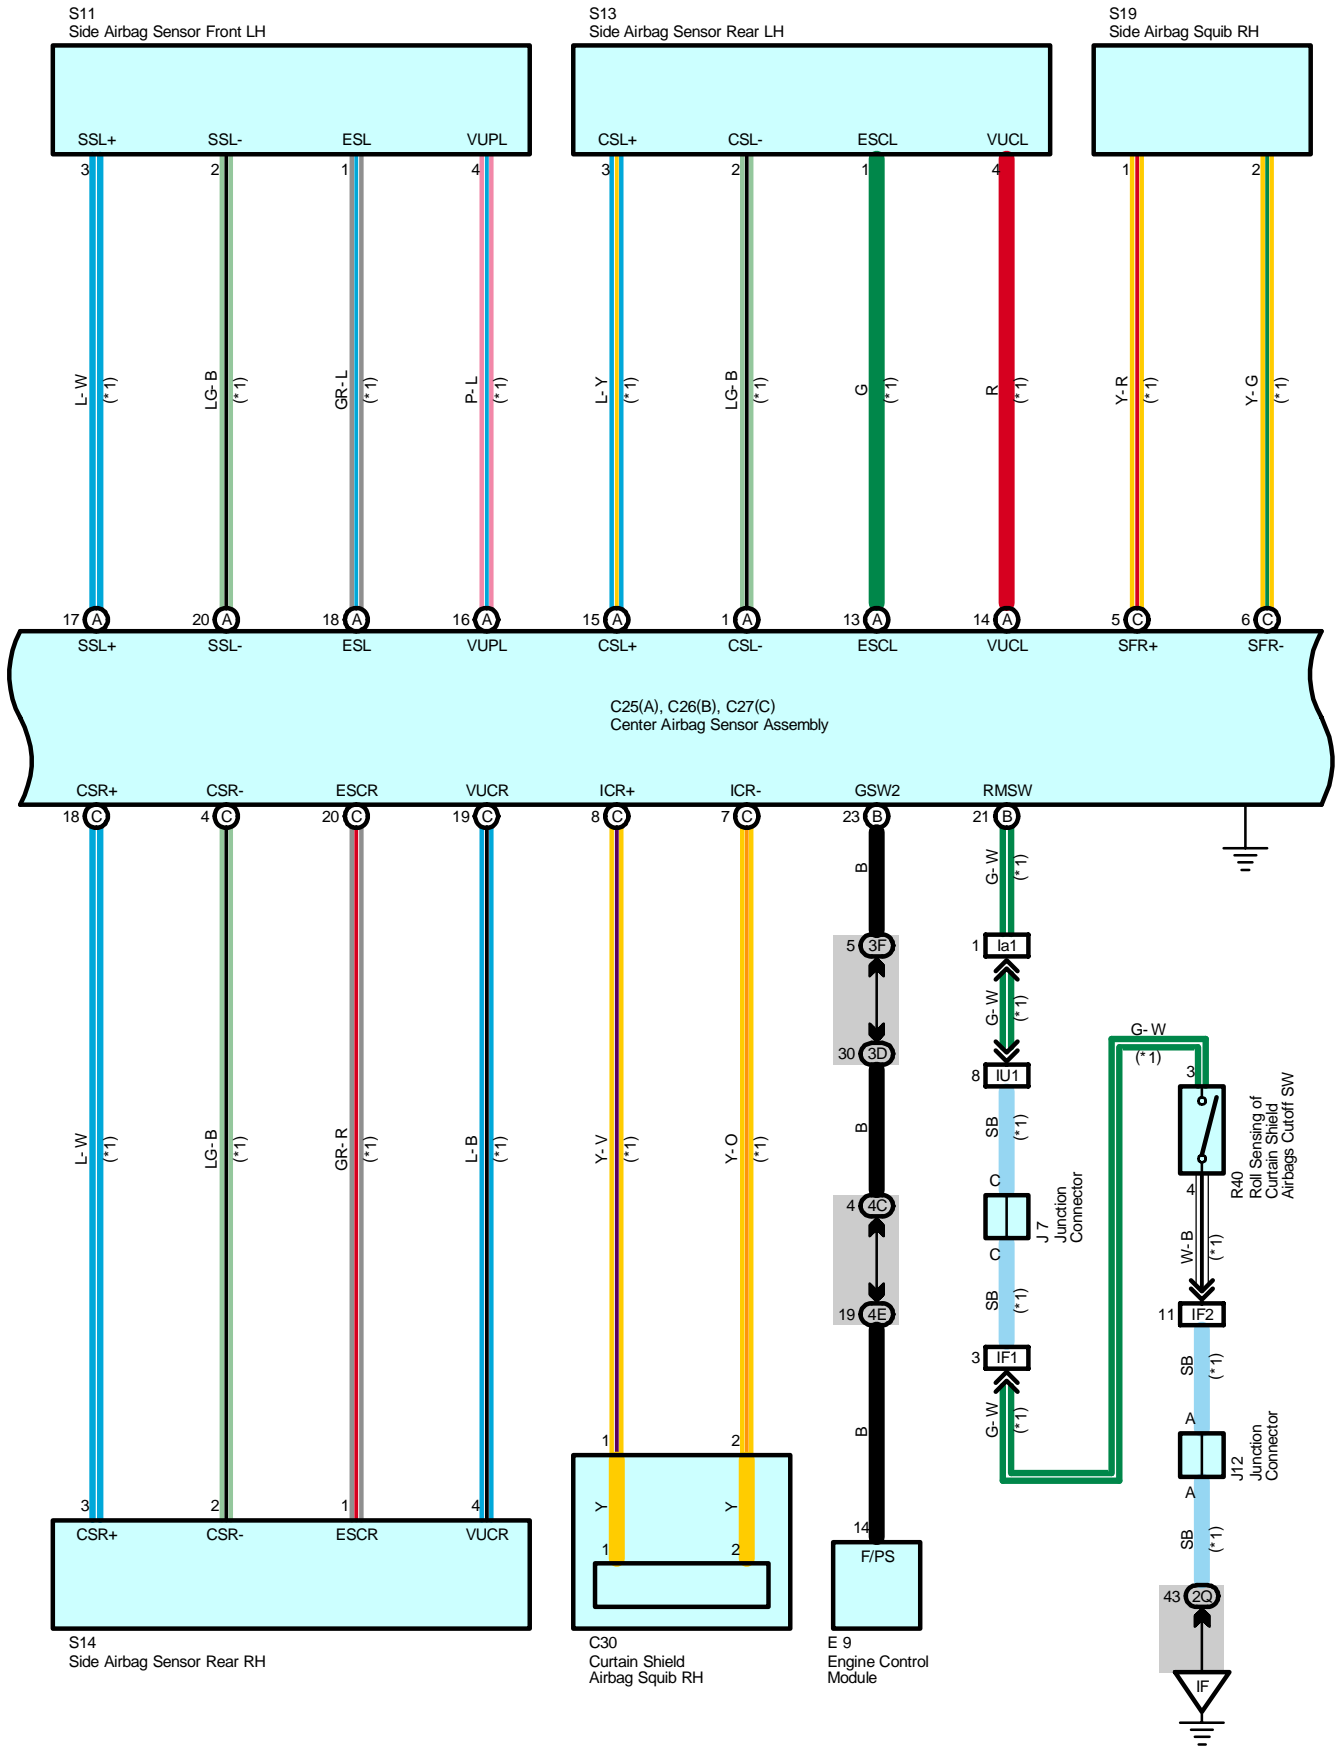 S11
Side Airbag Sensor Front LH
S13
Side Airbag Sensor Rear LH
S19
Side Airbag Squib RH
SSL+ SSL- ESL VUPL CSL+ CSL- ESCL VUCL
3 2 1 4 3 2 1 4 1 2
L- W (*1)
LG- B (*1)
GR- L (*1)
P- L (*1)
L- Y (*1)
LG- B (*1)
G (*1)
R (*1)
Y- R (*1)
Y- G (*1)
17 A 20 A 18 A 16 A 15 A 1 A 13 A 14 A 5 C 6 C
SSL+ SSL- ESL VUPL CSL+ CSL- ESCL VUCL SFR+ SFR-
C25(A), C26(B), C27(C)
Center Airbag Sensor Assembly
CSR+ CSR- ESCR VUCR ICR+ ICR- GSW2 RMSW
18 C 4 C 20 C 19 C 8 C 7 C 23 B 21 B
B
G- W (*1)
5 3F
1 Ia1
G- W (*1)
30 3D
8 IU1
G- W
(*1)
3
R40
Roll Sensing of
Curtain Shield
Airbags Cutoff SW
4
L- W (*1)
LG- B (*1)
GR- R (*1)
L- B (*1)
Y- V (*1)
Y- O (*1)
B
SB (*1)
C
J 7
Junction
Connector
C
4 4C
W- B (*1)
SB (*1)
19 4E
11 IF2
3 IF1
SB (*1)
G- W (*1)
B
A
J12
Junction
Connector
A
1 2
Y Y
1 2
3 2 1 4
CSR+ CSR- ESCR VUCR
14
F/PS
SB (*1)
43 2Q
IF
S14
Side Airbag Sensor Rear RH
C30
Curtain Shield
Airbag Squib RH
E 9
Engine Control
Module